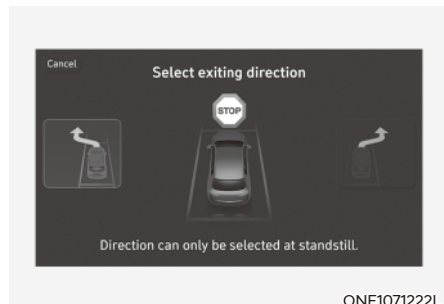 Cancel
Select exiting direction
STOP
Direction can only be selected at standstill.
ONE1071222L